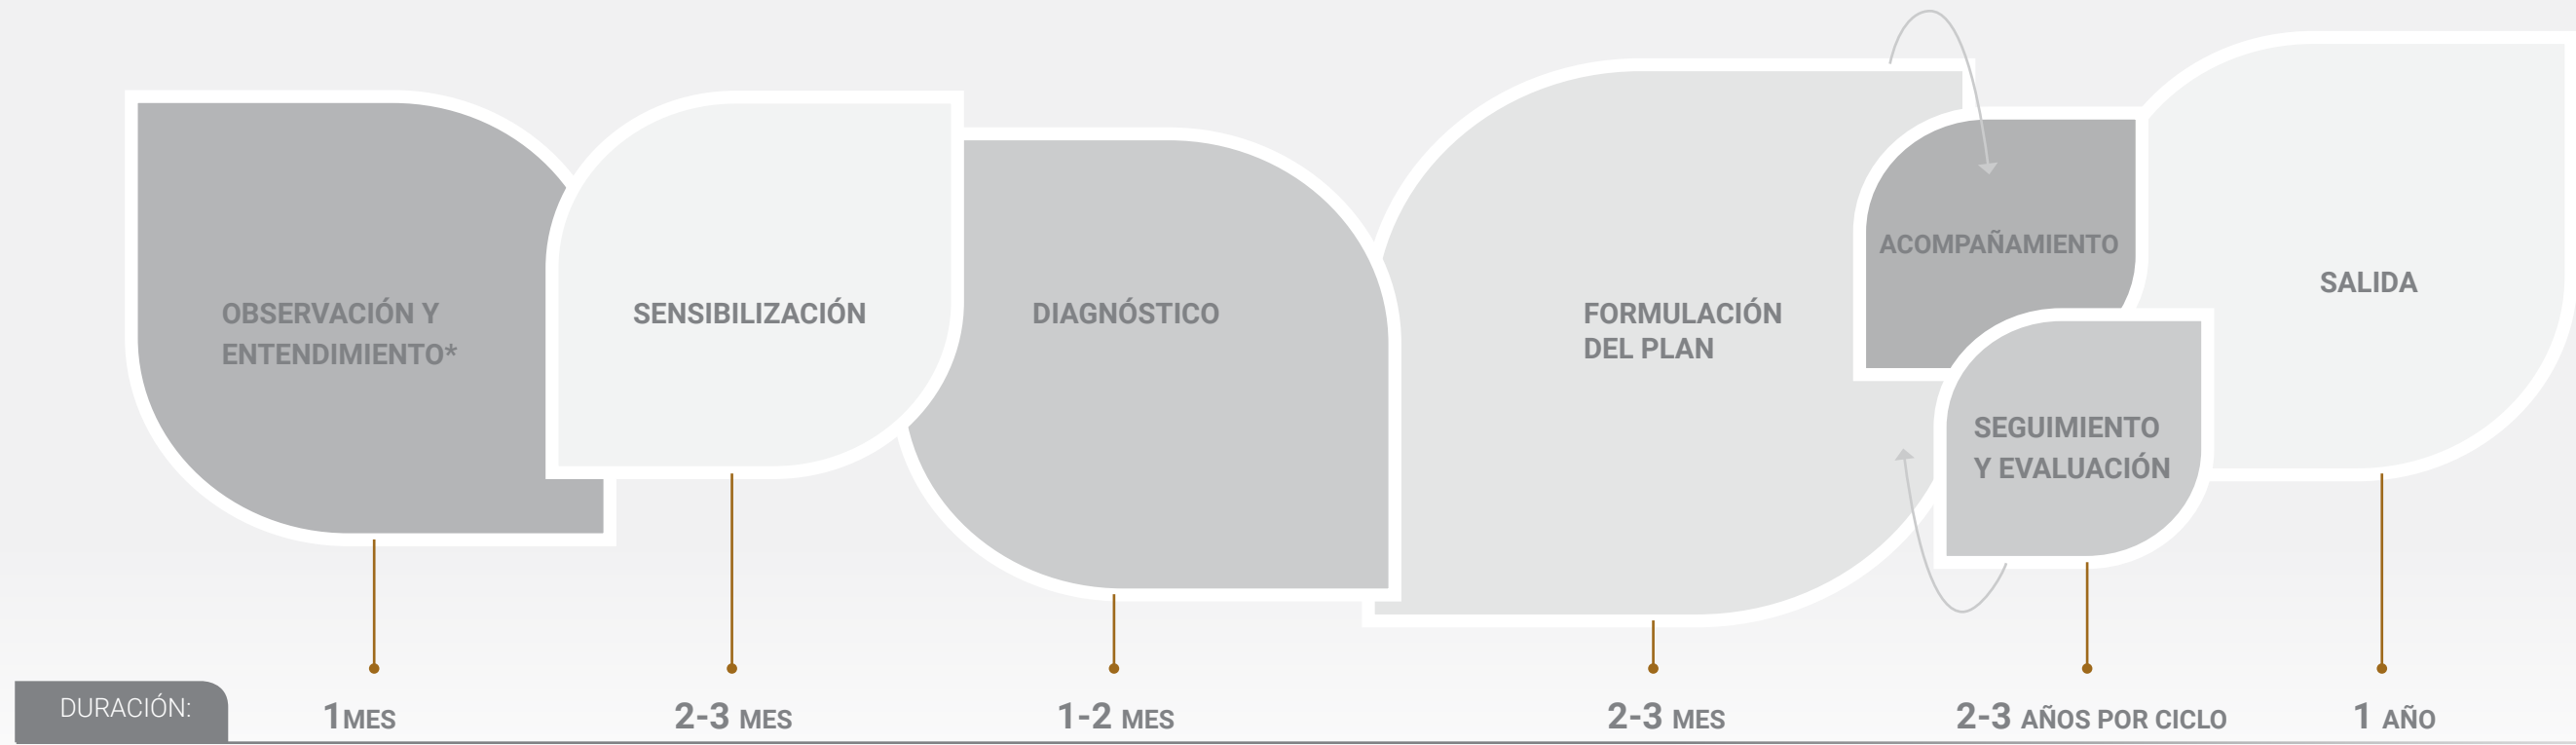 OBSERVACIÓN Y
ENTENDIMIENTO*
SENSIBILIZACIÓN
DIAGNÓSTICO
FORMULACIÓN
DEL PLAN
ACOMPAÑAMIENTO
SEGUIMIENTO
Y EVALUACIÓN
SALIDA
DURACIÓN:
1MES
2-3 MES
1-2 MES
2-3 MES
2-3 AÑOS POR CICLO
1 AÑO